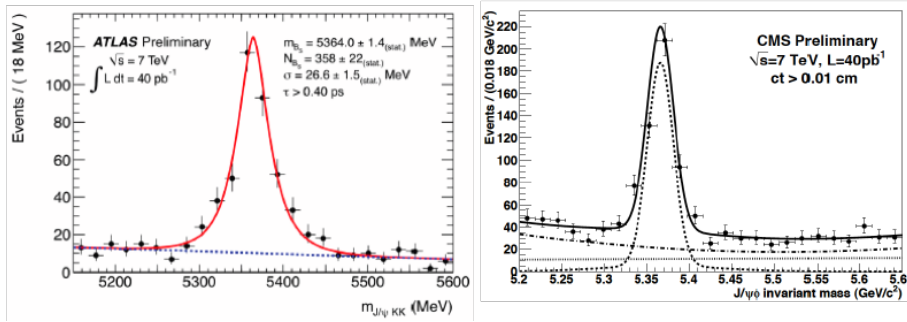 Events / ( 18 MeV )
120
100
80
60
40
20
0
ATLAS Preliminary
√s = 7 TeV
∫ L dt = 40 pb⁻¹
m_Bs = 5364.0 ± 1.4(stat.) MeV
N_Bs = 358 ± 22(stat.)
σ = 26.6 ± 1.5(stat.) MeV
τ > 0.40 ps
5200 5300 5400 5500 5600
m_J/ψ KK (MeV)
Events / (0.018 GeV/c²)
220
200
180
160
140
120
100
80
60
40
20
0
CMS Preliminary
√s=7 TeV, L=40pb⁻¹
ct > 0.01 cm
5.2 5.25 5.3 5.35 5.4 5.45 5.5 5.55 5.6
J/ψϕ invariant mass (GeV/c²)